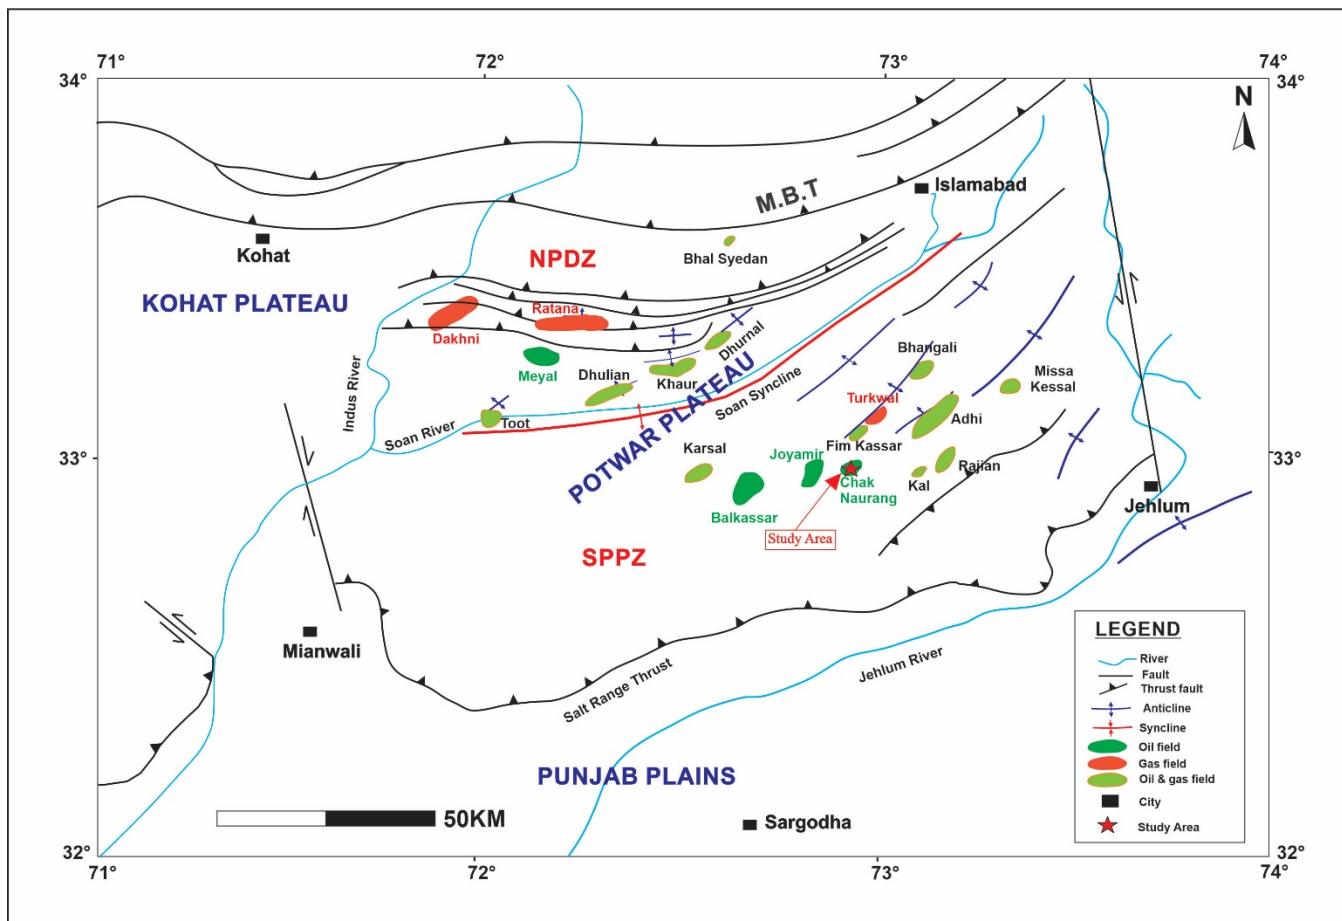 71°
72°
73°
74°
34°
34°
N
Islamabad
M.B.T
Kohat
Bhal Syedan
NPDZ
KOHAT PLATEAU
Ratana
Dakhni
Dhurnal
Meyal
Dhulian
Khaur
Bhangali
Missa
Kessal
Indus River
Soan Syncline
Turkwal
POTWAR PLATEAU
Adhi
Soan River
Toot
Fim Kassar
33°
33°
Karsal
Joyamir
Rajian
Chak
Naurang
Kal
Jehlum
Balkassar
Study Area
SPPZ
Mianwali
Salt Range Thrust
Jehlum River
PUNJAB PLAINS
50KM
Sargodha
LEGEND
River
Fault
Thrust fault
Anticline
Syncline
Oil field
Gas field
Oil & gas field
City
Study Area
32°
32°
71°
72°
73°
74°